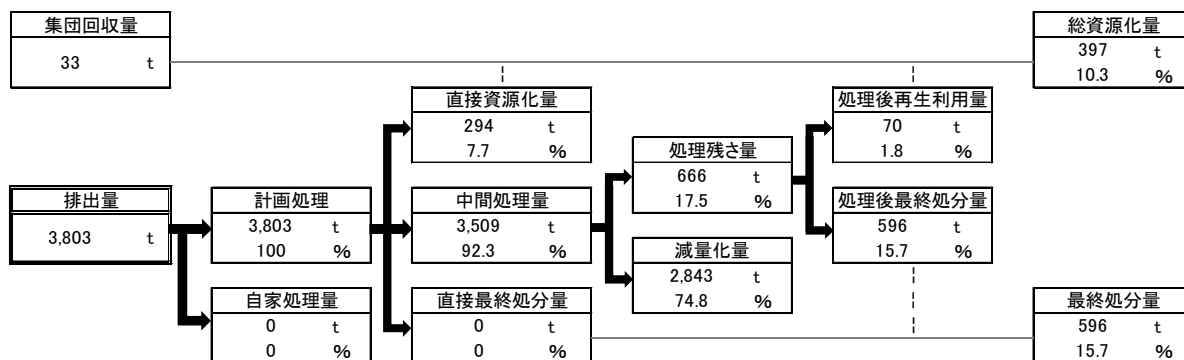 集団回収量
33 t
総資源化量
397 t
10.3 %
直接資源化量
294 t
7.7 %
処理後再生利用量
70 t
1.8 %
処理残さ量
666 t
17.5 %
排出量
3,803 t
計画処理
3,803 t
100 %
中間処理量
3,509 t
92.3 %
処理後最終処分量
596 t
15.7 %
減量化量
2,843 t
74.8 %
自家処理量
0 t
0 %
直接最終処分量
0 t
0 %
最終処分量
596 t
15.7 %